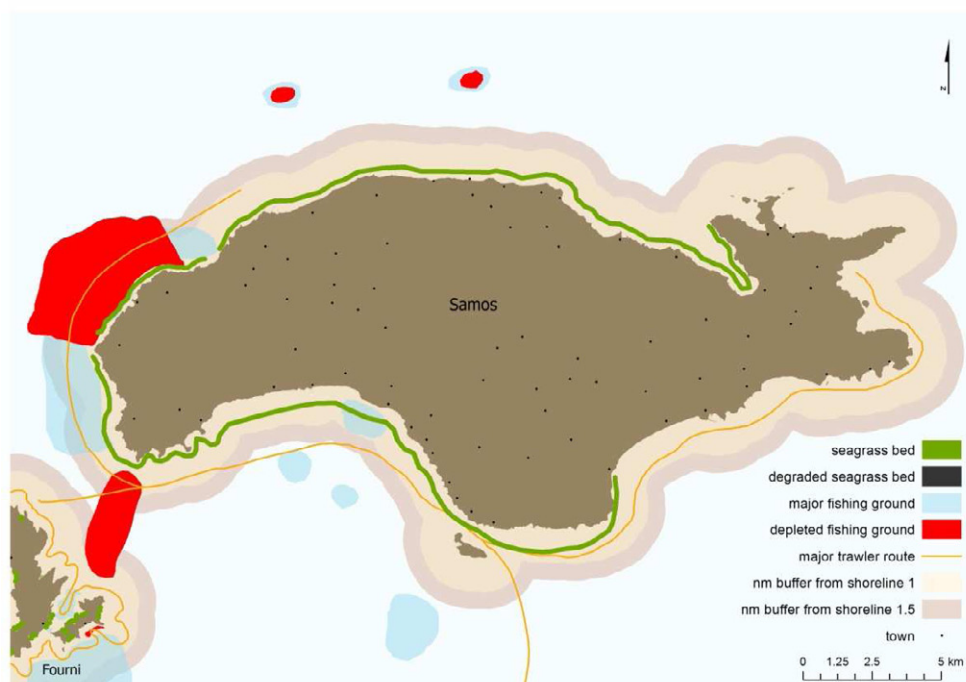 N
Samos
seagrass bed
degraded seagrass bed
major fishing ground
depleted fishing ground
major trawler route
nm buffer from shoreline 1
nm buffer from shoreline 1.5
town
0 1.25 2.5 5 km
Fourni